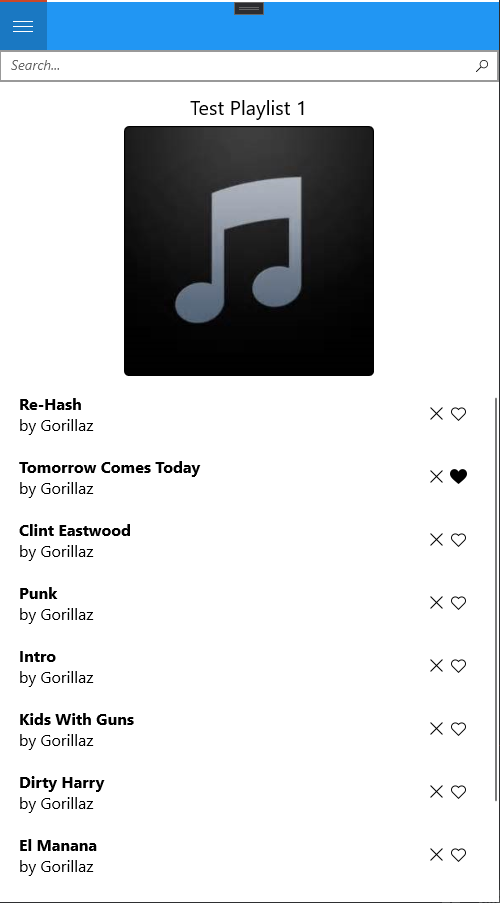 Search...
Test Playlist 1
Re-Hash
by Gorillaz
Tomorrow Comes Today
by Gorillaz
Clint Eastwood
by Gorillaz
Punk
by Gorillaz
Intro
by Gorillaz
Kids With Guns
by Gorillaz
Dirty Harry
by Gorillaz
El Manana
by Gorillaz